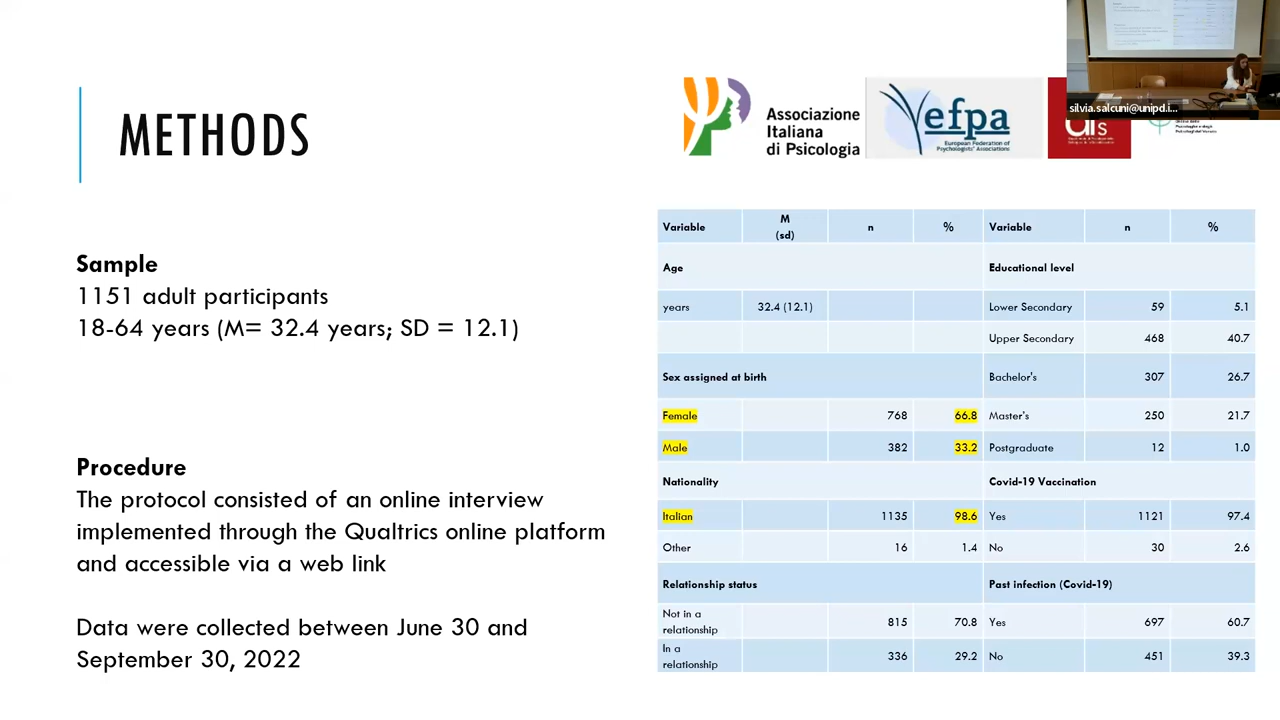 METHODS
Associazione
Italiana
di Psicologia
efpa
European Federation of
Psychologists' Associations
silvia.salcuni@unipd.i...
Sample
1151 adult participants
18-64 years (M= 32.4 years; SD = 12.1)
Procedure
The protocol consisted of an online interview
implemented through the Qualtrics online platform
and accessible via a web link
Data were collected between June 30 and
September 30, 2022
Variable M (sd) n % Variable n %
Age Educational level
years 32.4 (12.1) Lower Secondary 59 5.1
Upper Secondary 468 40.7
Sex assigned at birth Bachelor's 307 26.7
Female 768 66.8 Master's 250 21.7
Male 382 33.2 Postgraduate 12 1.0
Nationality Covid-19 Vaccination
Italian 1135 98.6 Yes 1121 97.4
Other 16 1.4 No 30 2.6
Relationship status Past infection (Covid-19)
Not in a relationship 815 70.8 Yes 697 60.7
In a relationship 336 29.2 No 451 39.3